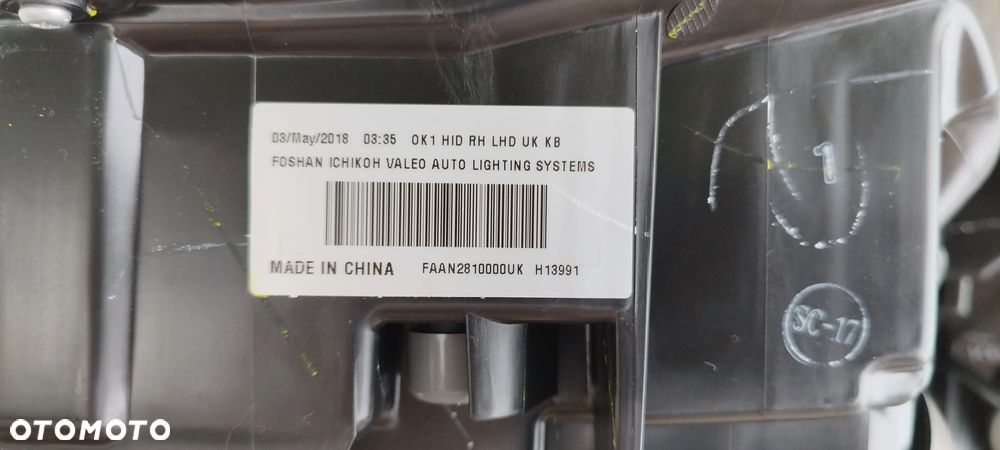 03/May/2018 03:35 0K1 HID RH LHD UK KB
FOSHAN ICHIKOH VALEO AUTO LIGHTING SYSTEMS
MADE IN CHINA FAAN2810000UK H13991
1
SC-17
OTOMOTO